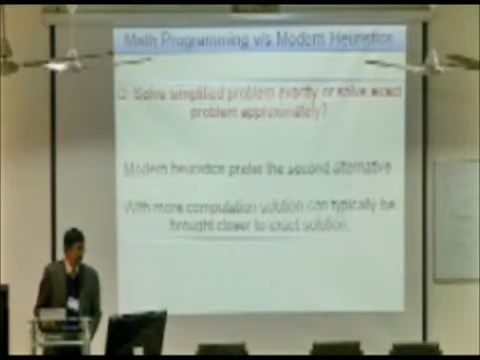 Math Programming v/s Modern Heuristics
Q: Solve simplified problem exactly or solve exact
problem approximately?
Modern heuristics prefer the second alternative
With more computation solution can typically be
brought closer to exact solution.